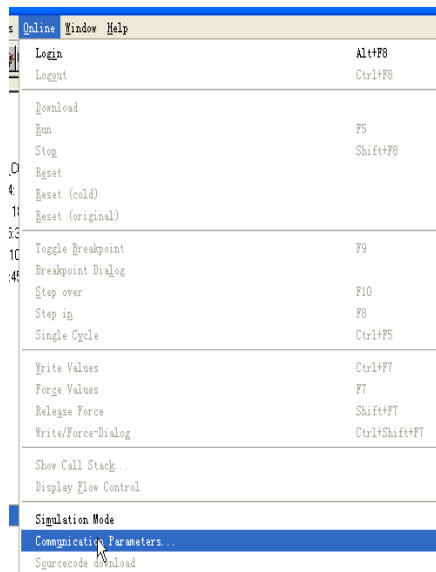 s Online Window Help
Login Alt+F8
Logout Ctrl+F8
Download
Run F5
Stop Shift+F8
Reset
Reset (cold)
Reset (original)
Toggle Breakpoint F9
Breakpoint Dialog
Step over F10
Step in F8
Single Cycle Ctrl+F5
Write Values Ctrl+F7
Force Values F7
Release Force Shift+F7
Write/Force-Dialog Ctrl+Shift+F7
Show Call Stack...
Display Flow Control
Simulation Mode
Communication Parameters...
Sourcecode download